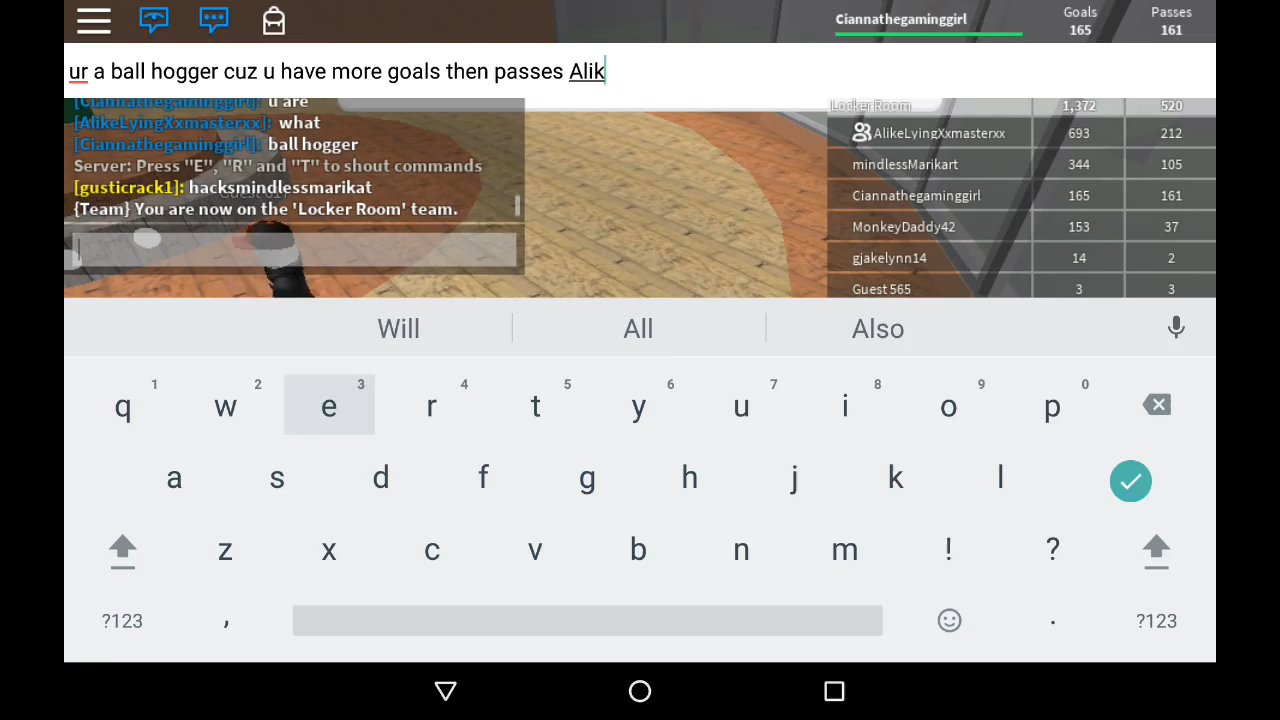 Ciannathegaminggirl Goals Passes
165 161
ur a ball hogger cuz u have more goals then passes Alik
[Ciannathegaminggirl]: u are
[AlikeLyingXxmasterxx]: what
[Ciannathegaminggirl]: ball hogger
Server: Press "E", "R" and "T" to shout commands
[gusticrack1]: hacksmindlessmarikat
{Team} You are now on the 'Locker Room' team.
LockerRoom 1,372 520
AlikeLyingXxmasterxx 693 212
mindlessMarikart 344 105
Ciannathegaminggirl 165 161
MonkeyDaddy42 153 37
gjakelynn14 14 2
Guest 565 3 3
Will All Also
1 2 3 4 5 6 7 8 9 0
q w e r t y u i o p
a s d f g h j k l
z x c v b n m ! ?
?123 , . ?123